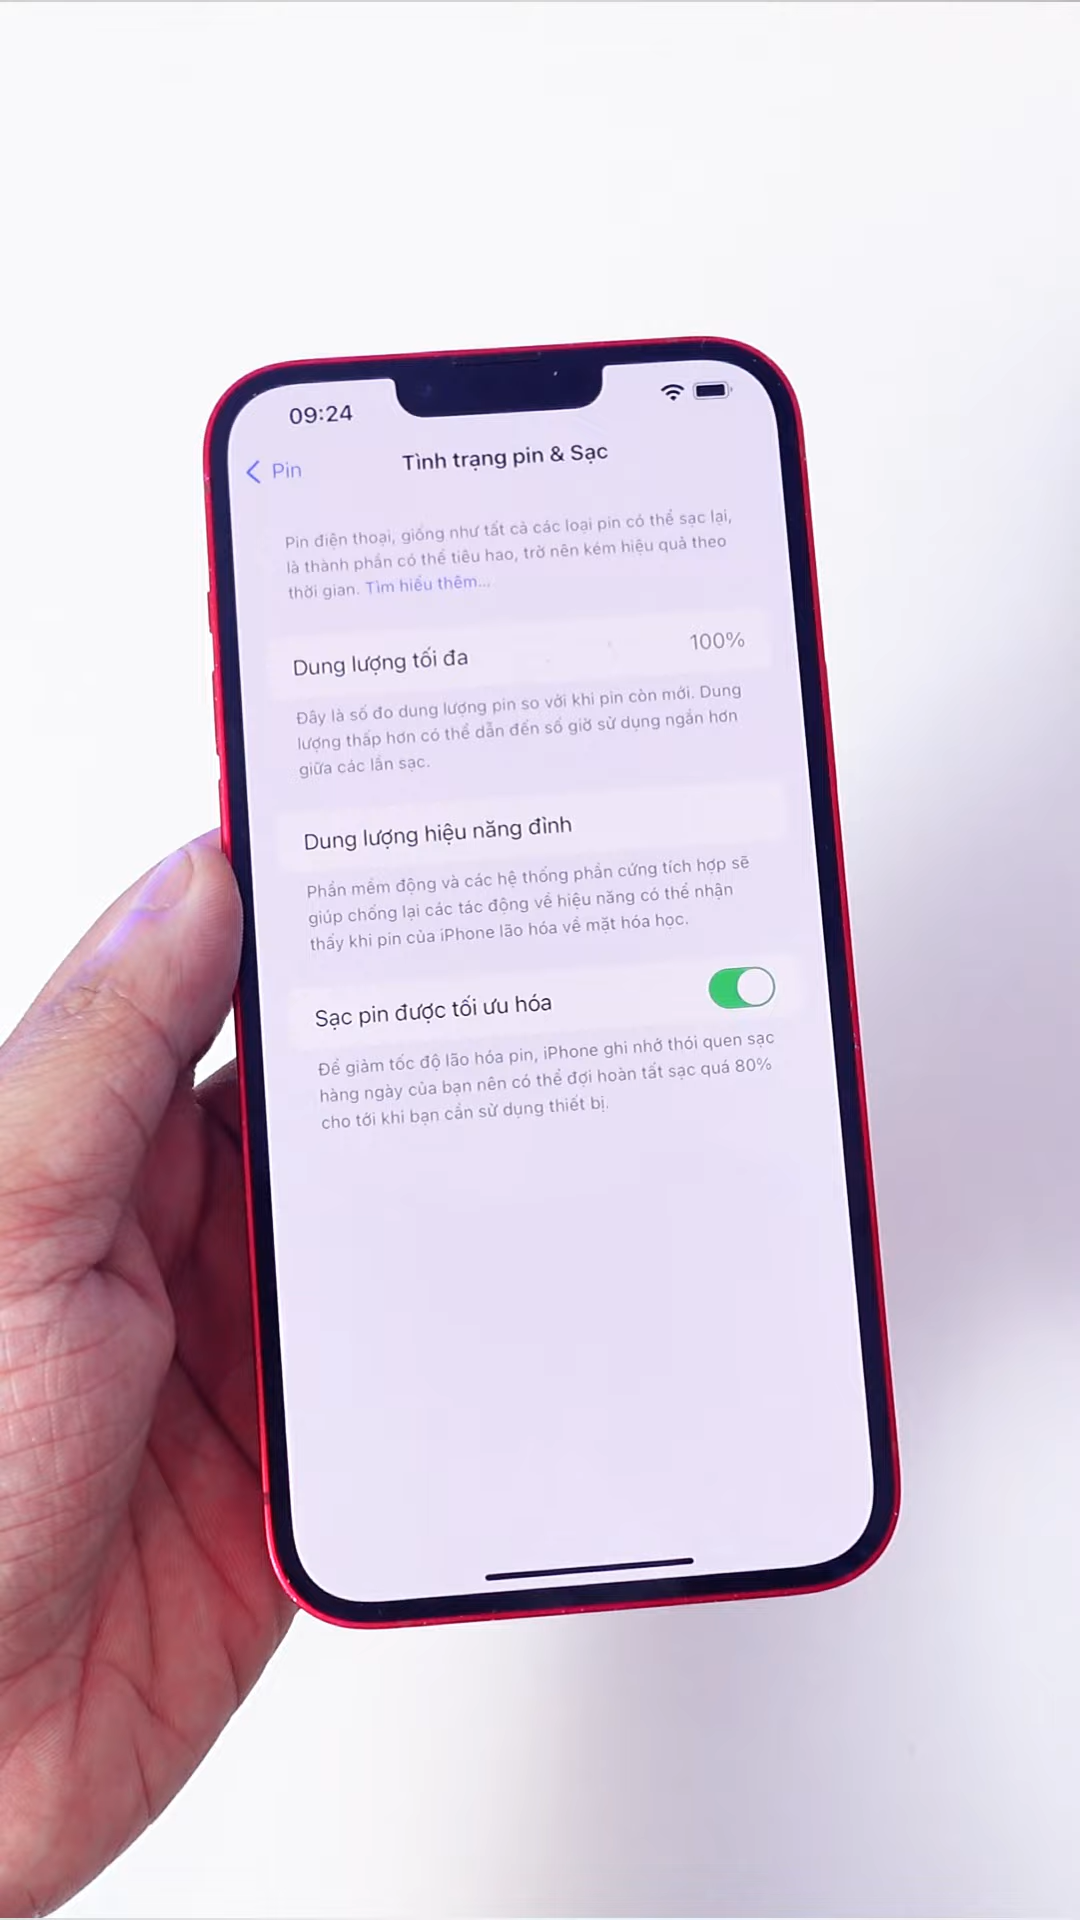 09:24
Pin
Tình trạng pin & Sạc
Pin điện thoại, giống như tất cả các loại pin có thể sạc lại,
là thành phần có thể tiêu hao, trở nên kém hiệu quả theo
thời gian. Tìm hiểu thêm...
Dung lượng tối đa 100%
Đây là số đo dung lượng pin so với khi pin còn mới. Dung
lượng thấp hơn có thể dẫn đến số giờ sử dụng ngắn hơn
giữa các lần sạc.
Dung lượng hiệu năng đỉnh
Phần mềm động và các hệ thống phần cứng tích hợp sẽ
giúp chống lại các tác động về hiệu năng có thể nhận
thấy khi pin của iPhone lão hóa về mặt hóa học.
Sạc pin được tối ưu hóa
Để giảm tốc độ lão hóa pin, iPhone ghi nhớ thói quen sạc
hàng ngày của bạn nên có thể đợi hoàn tất sạc quá 80%
cho tới khi bạn cần sử dụng thiết bị.